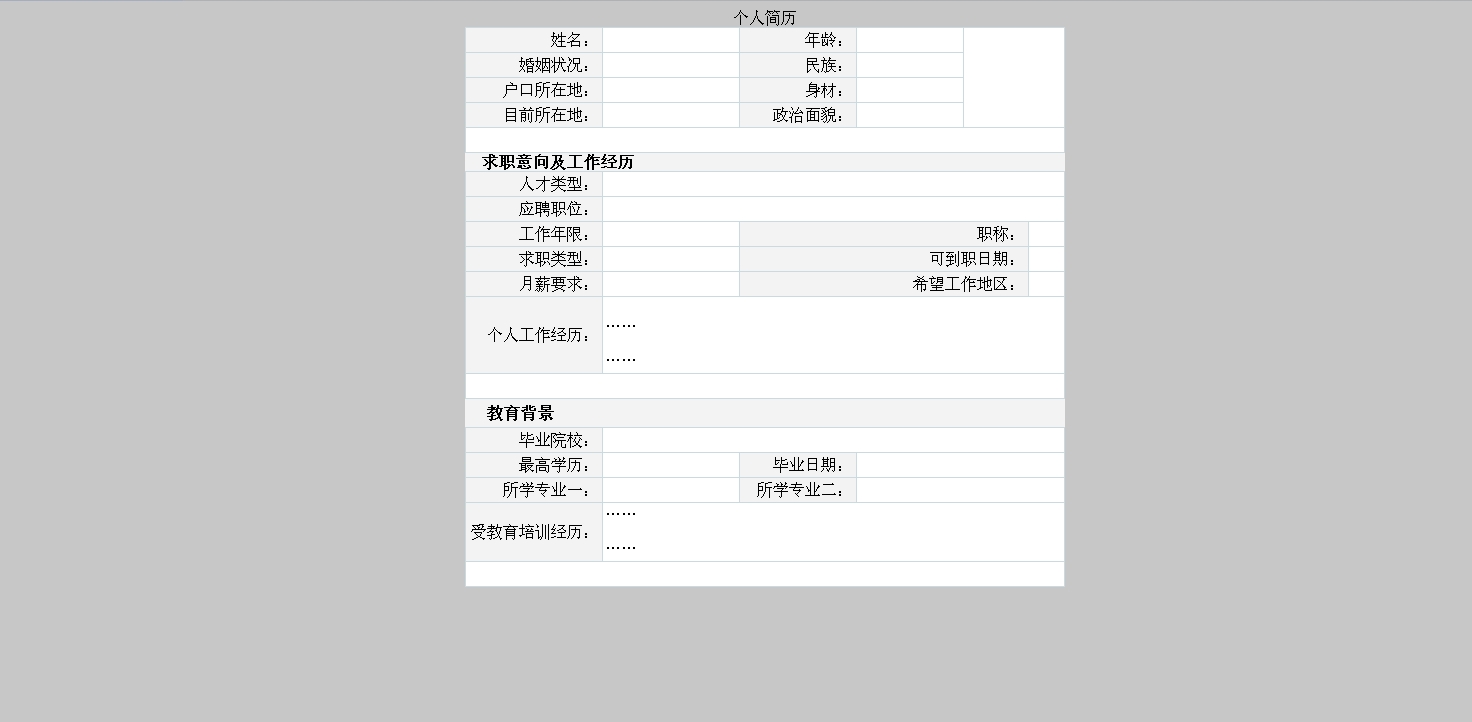 个人简历
姓名： 年龄：
婚姻状况： 民族：
户口所在地： 身材：
目前所在地： 政治面貌：
求职意向及工作经历
人才类型：
应聘职位：
工作年限： 职称：
求职类型： 可到职日期：
月薪要求： 希望工作地区：
个人工作经历：
……
……
教育背景
毕业院校：
最高学历： 毕业日期：
所学专业一： 所学专业二：
受教育培训经历：
……
……